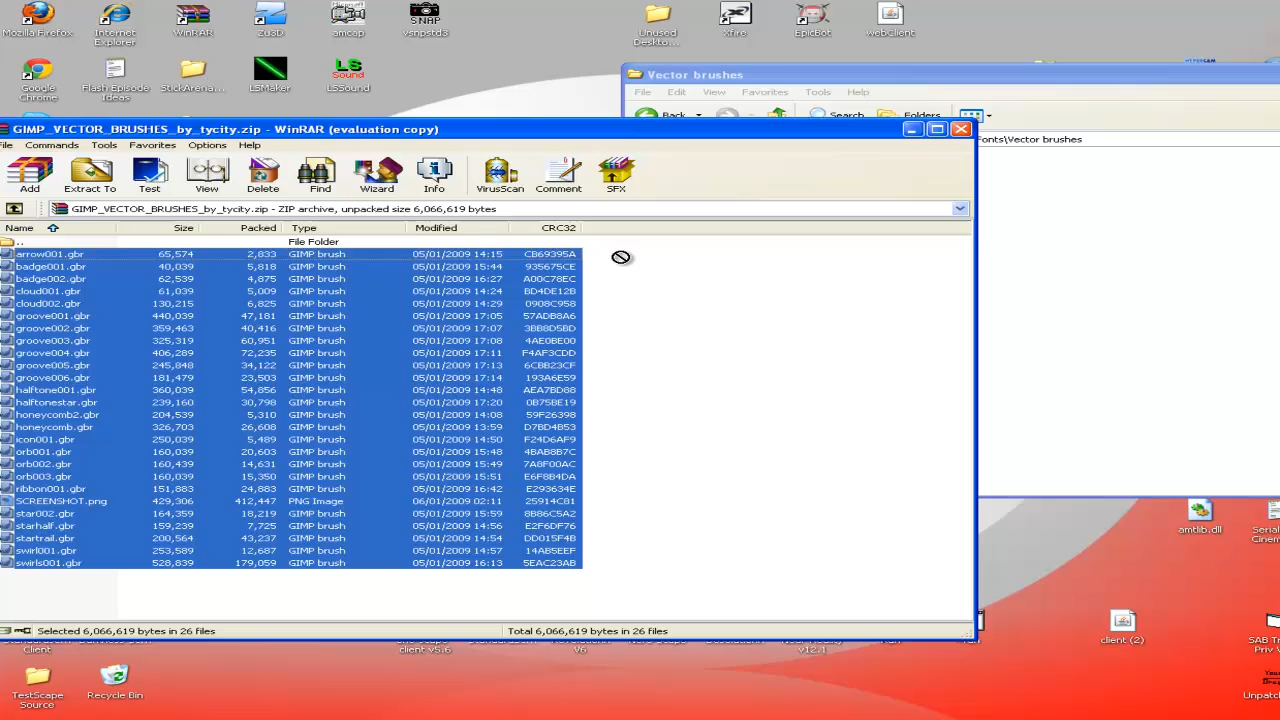 Mozilla Firefox
Internet Explorer
WinRAR
Zu3D
amcap
SNAP
vsnpstd3
Unused Deskto...
Xfire
EpicBot
webClient
Google Chrome
Flash Episode Ideas
StickArena...
LSMaker
LS Sound
LSSound
Vector brushes
File Edit View Favorites Tools Help
Back Search Folders
Fonts\Vector brushes
GIMP_VECTOR_BRUSHES_by_tycity.zip - WinRAR (evaluation copy)
Commands Tools Favorites Options Help
Add Extract To Test View Delete Find Wizard Info VirusScan Comment SFX
GIMP_VECTOR_BRUSHES_by_tycity.zip - ZIP archive, unpacked size 6,066,619 bytes
Name Size Packed Type Modified CRC32
.. File Folder
arrow001.gbr 65,574 2,833 GIMP brush 05/01/2009 14:15 CB69395A
badge001.gbr 40,039 5,818 GIMP brush 05/01/2009 15:44 935675CE
badge002.gbr 62,539 4,875 GIMP brush 05/01/2009 16:27 A00C78EC
cloud001.gbr 61,039 5,009 GIMP brush 05/01/2009 14:24 BD4DE12B
cloud002.gbr 130,215 6,825 GIMP brush 05/01/2009 14:29 0908C958
groove001.gbr 440,039 47,181 GIMP brush 05/01/2009 17:05 57ADB8A6
groove002.gbr 359,463 40,416 GIMP brush 05/01/2009 17:07 3BB8D5BD
groove003.gbr 325,319 60,951 GIMP brush 05/01/2009 17:08 4AE0BE00
groove004.gbr 406,289 72,235 GIMP brush 05/01/2009 17:11 F4AF3CDD
groove005.gbr 245,848 34,122 GIMP brush 05/01/2009 17:13 6CBB23CF
groove006.gbr 181,479 23,503 GIMP brush 05/01/2009 17:14 193A6E59
halftone001.gbr 360,039 54,856 GIMP brush 05/01/2009 14:48 AEA7BD88
halftonestar.gbr 239,160 30,798 GIMP brush 05/01/2009 17:20 0B75BE19
honeycomb2.gbr 204,539 5,310 GIMP brush 05/01/2009 14:08 59F26398
honeycomb.gbr 326,703 26,608 GIMP brush 05/01/2009 13:59 D7BD4B53
icon001.gbr 250,039 5,489 GIMP brush 05/01/2009 14:50 F24D6AF9
orb001.gbr 160,039 20,603 GIMP brush 05/01/2009 15:48 4BAB8B7C
orb002.gbr 160,439 14,631 GIMP brush 05/01/2009 15:49 7A8F00AC
orb003.gbr 160,039 15,350 GIMP brush 05/01/2009 15:51 E6F8B4DA
ribbon001.gbr 151,883 24,883 GIMP brush 05/01/2009 16:42 E293634E
SCREENSHOT.png 429,306 412,447 PNG Image 06/01/2009 02:11 25914C81
star002.gbr 164,359 18,219 GIMP brush 05/01/2009 15:59 8B86C5A2
starhalf.gbr 159,239 7,725 GIMP brush 05/01/2009 14:56 E2F6DF76
startrail.gbr 200,564 43,237 GIMP brush 05/01/2009 14:54 DD015F4B
swirl001.gbr 253,589 12,687 GIMP brush 05/01/2009 14:57 14AB5EEF
swirls001.gbr 528,839 179,059 GIMP brush 05/01/2009 16:13 5EAC23AB
Selected 6,066,619 bytes in 26 files Total 6,066,619 bytes in 26 files
amtlib.dll
client (2)
Client
client v5.6
V6
v12.1
TestScape Source
Recycle Bin